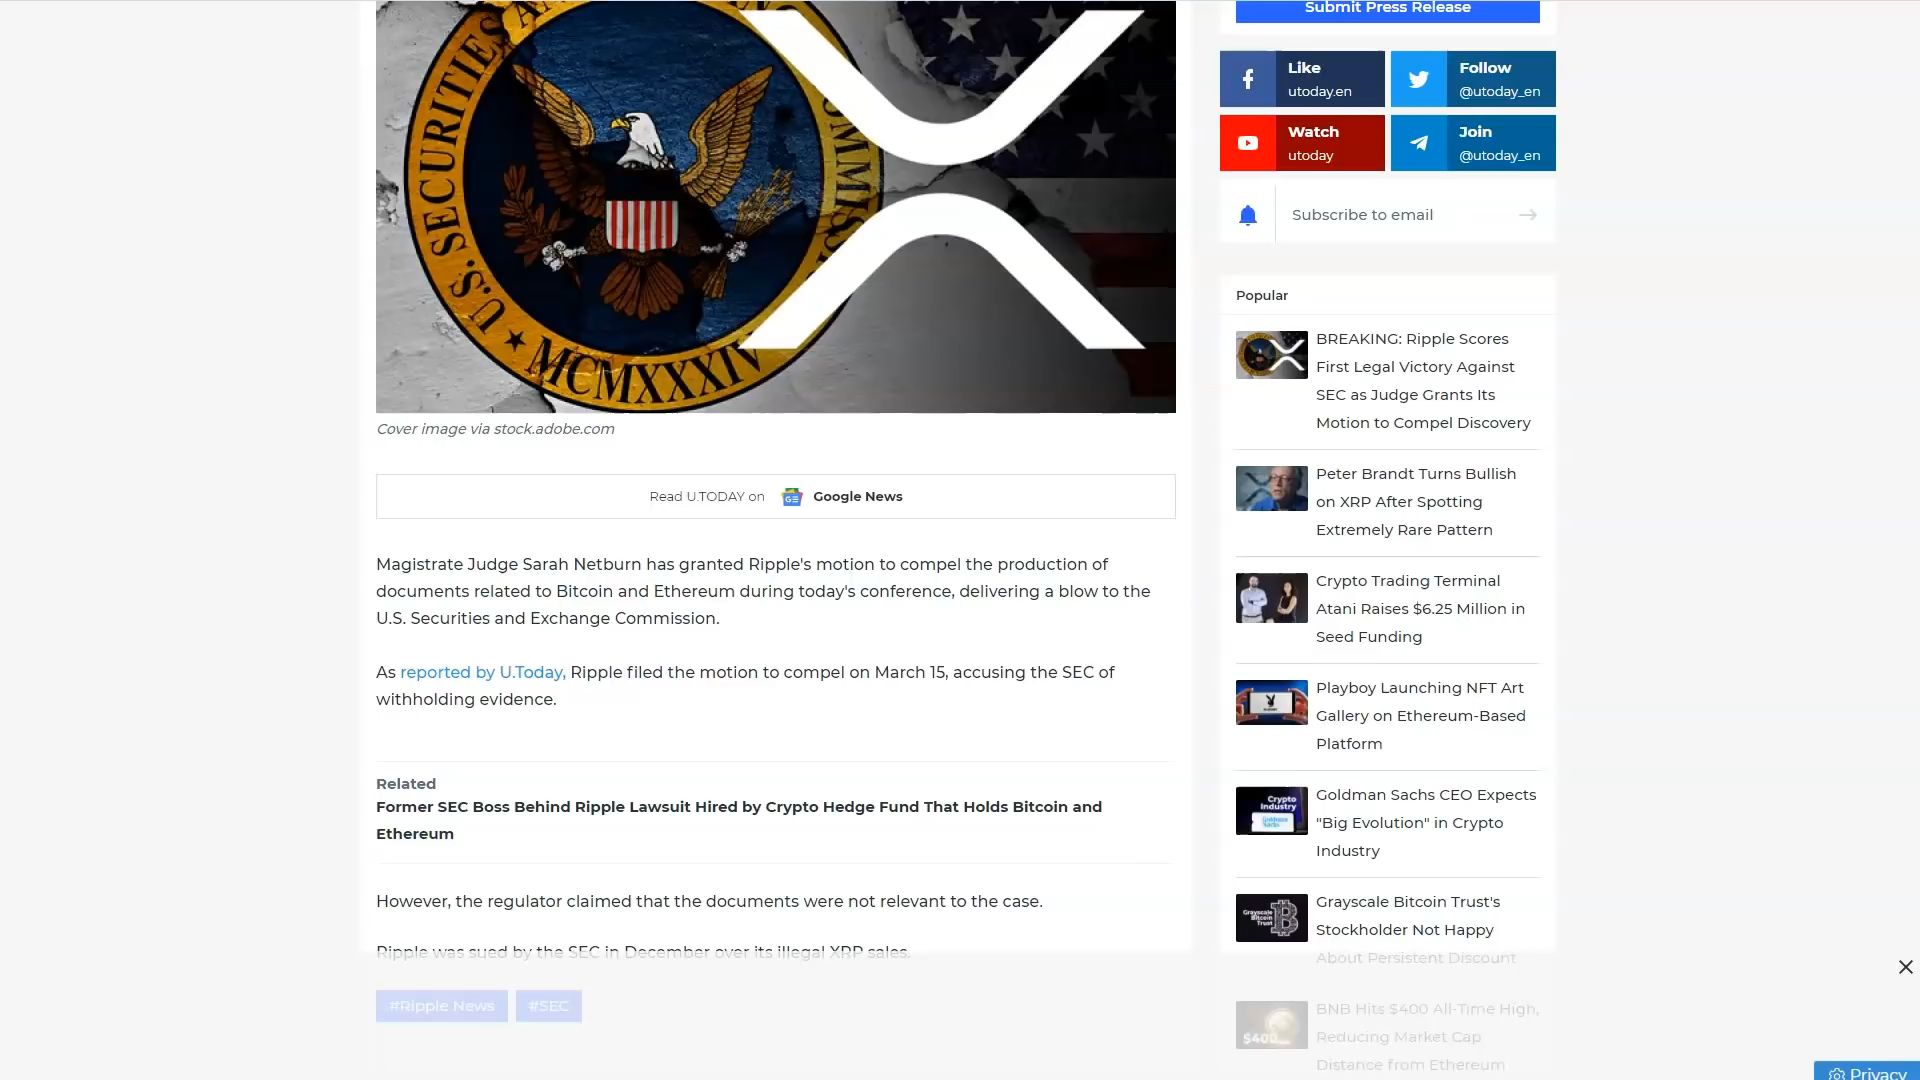 Submit Press Release
U.S. SECURITIES
MCMXXXIV
Cover image via stock.adobe.com
Read U.TODAY on Google News
Magistrate Judge Sarah Netburn has granted Ripple's motion to compel the production of
documents related to Bitcoin and Ethereum during today's conference, delivering a blow to the
U.S. Securities and Exchange Commission.
As reported by U.Today, Ripple filed the motion to compel on March 15, accusing the SEC of
withholding evidence.
Related
Former SEC Boss Behind Ripple Lawsuit Hired by Crypto Hedge Fund That Holds Bitcoin and
Ethereum
However, the regulator claimed that the documents were not relevant to the case.
Ripple was sued by the SEC in December over its illegal XRP sales.
#Ripple News #SEC
Like
utoday.en
Follow
@utoday_en
Watch
utoday
Join
@utoday_en
Subscribe to email
Popular
BREAKING: Ripple Scores
First Legal Victory Against
SEC as Judge Grants Its
Motion to Compel Discovery
Peter Brandt Turns Bullish
on XRP After Spotting
Extremely Rare Pattern
Crypto Trading Terminal
Atani Raises $6.25 Million in
Seed Funding
Playboy Launching NFT Art
Gallery on Ethereum-Based
Platform
Crypto
Industry
Goldman Sachs CEO Expects
"Big Evolution" in Crypto
Industry
Grayscale
Bitcoin
Trust
Grayscale Bitcoin Trust's
Stockholder Not Happy
About Persistent Discount
$400
BNB Hits $400 All-Time High,
Reducing Market Cap
Distance from Ethereum
Privacy